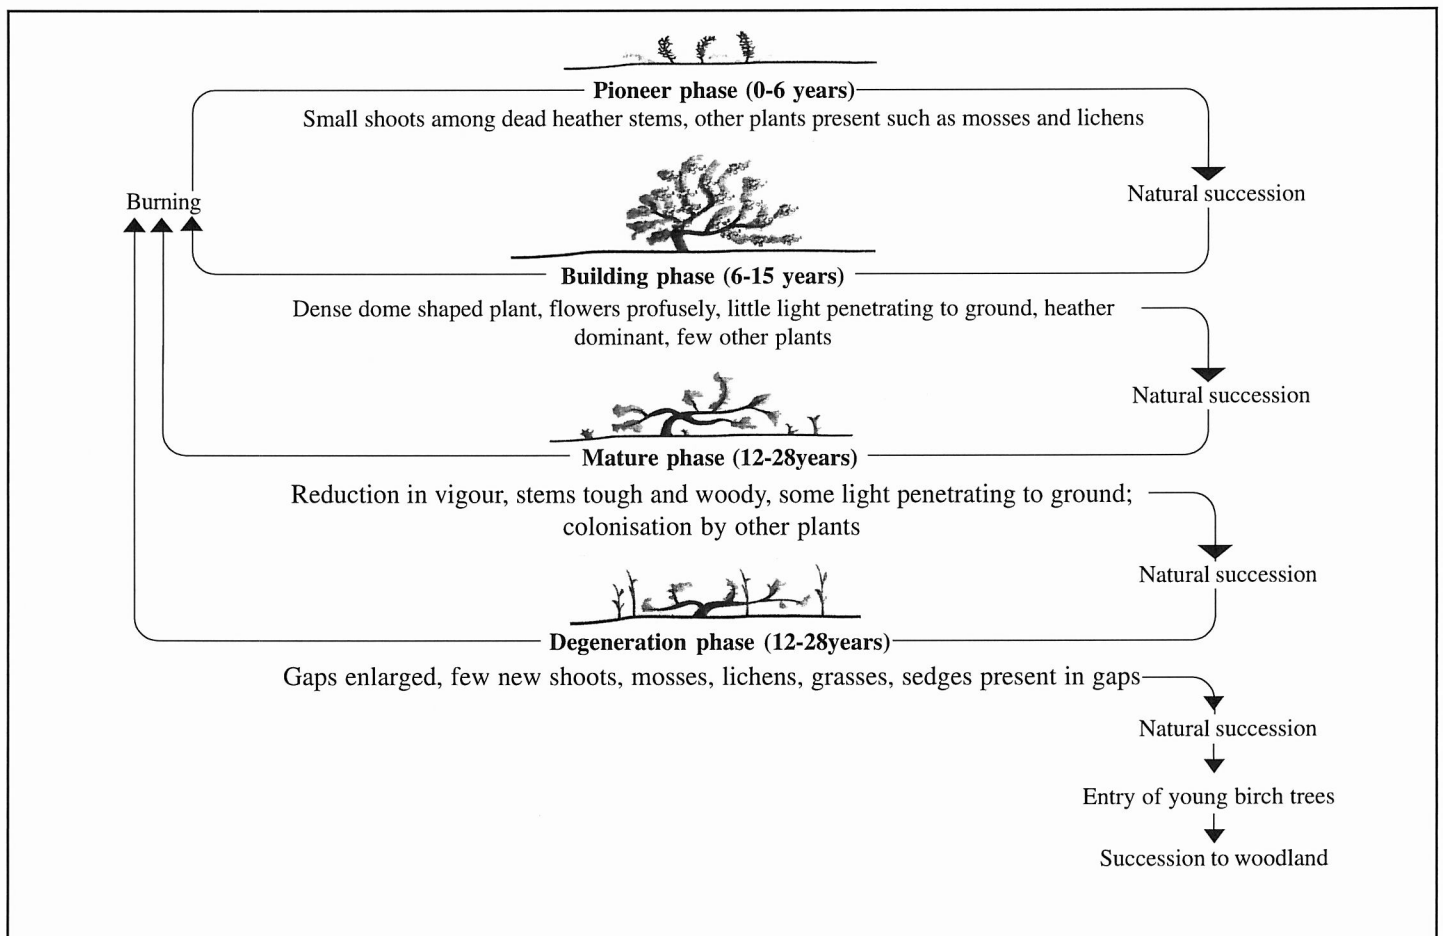 Pioneer phase (0-6 years)
Small shoots among dead heather stems, other plants present such as mosses and lichens
Burning
Natural succession
Building phase (6-15 years)
Dense dome shaped plant, flowers profusely, little light penetrating to ground, heather
dominant, few other plants
Natural succession
Mature phase (12-28years)
Reduction in vigour, stems tough and woody, some light penetrating to ground;
colonisation by other plants
Natural succession
Degeneration phase (12-28years)
Gaps enlarged, few new shoots, mosses, lichens, grasses, sedges present in gaps
Natural succession
Entry of young birch trees
Succession to woodland